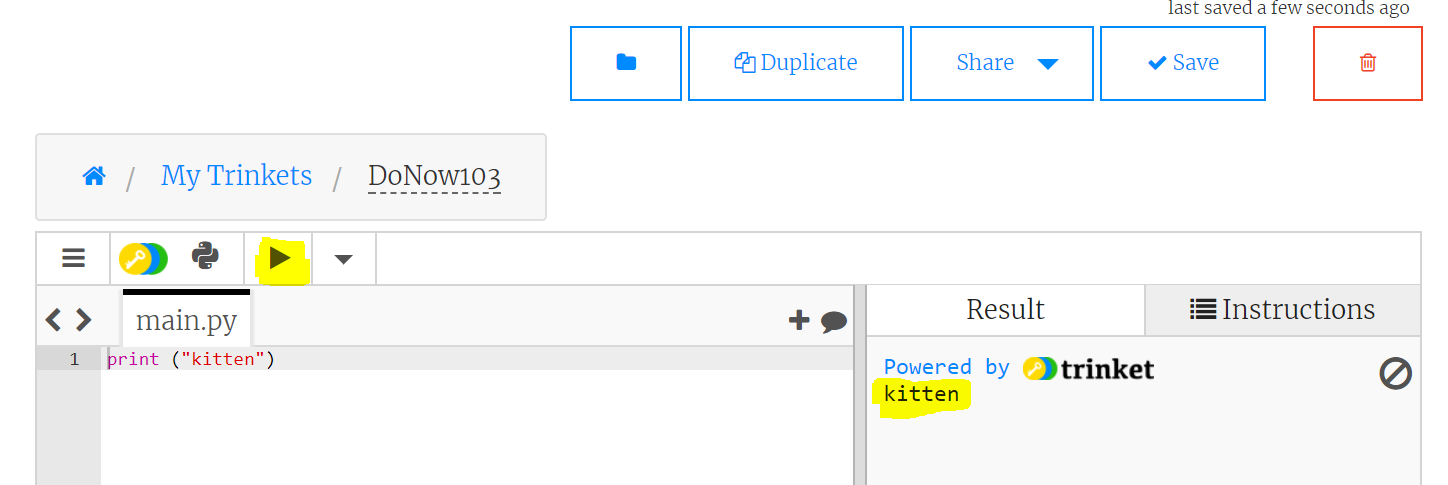 last saved a few seconds ago
Duplicate Share Save
/ My Trinkets / DoNow103
main.py
Result Instructions
1 print ("kitten")
Powered by trinket
kitten